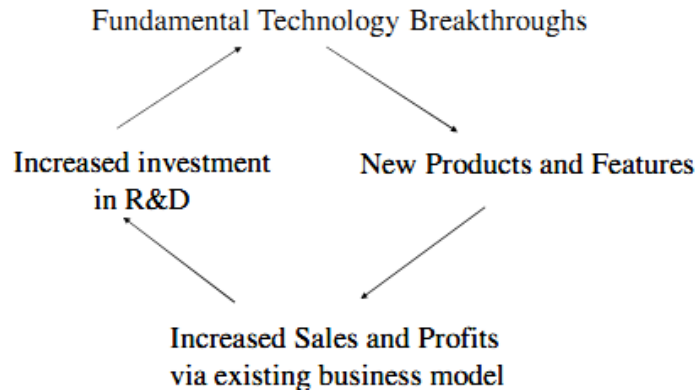 Fundamental Technology Breakthroughs
Increased investment
in R&D
New Products and Features
Increased Sales and Profits
via existing business model